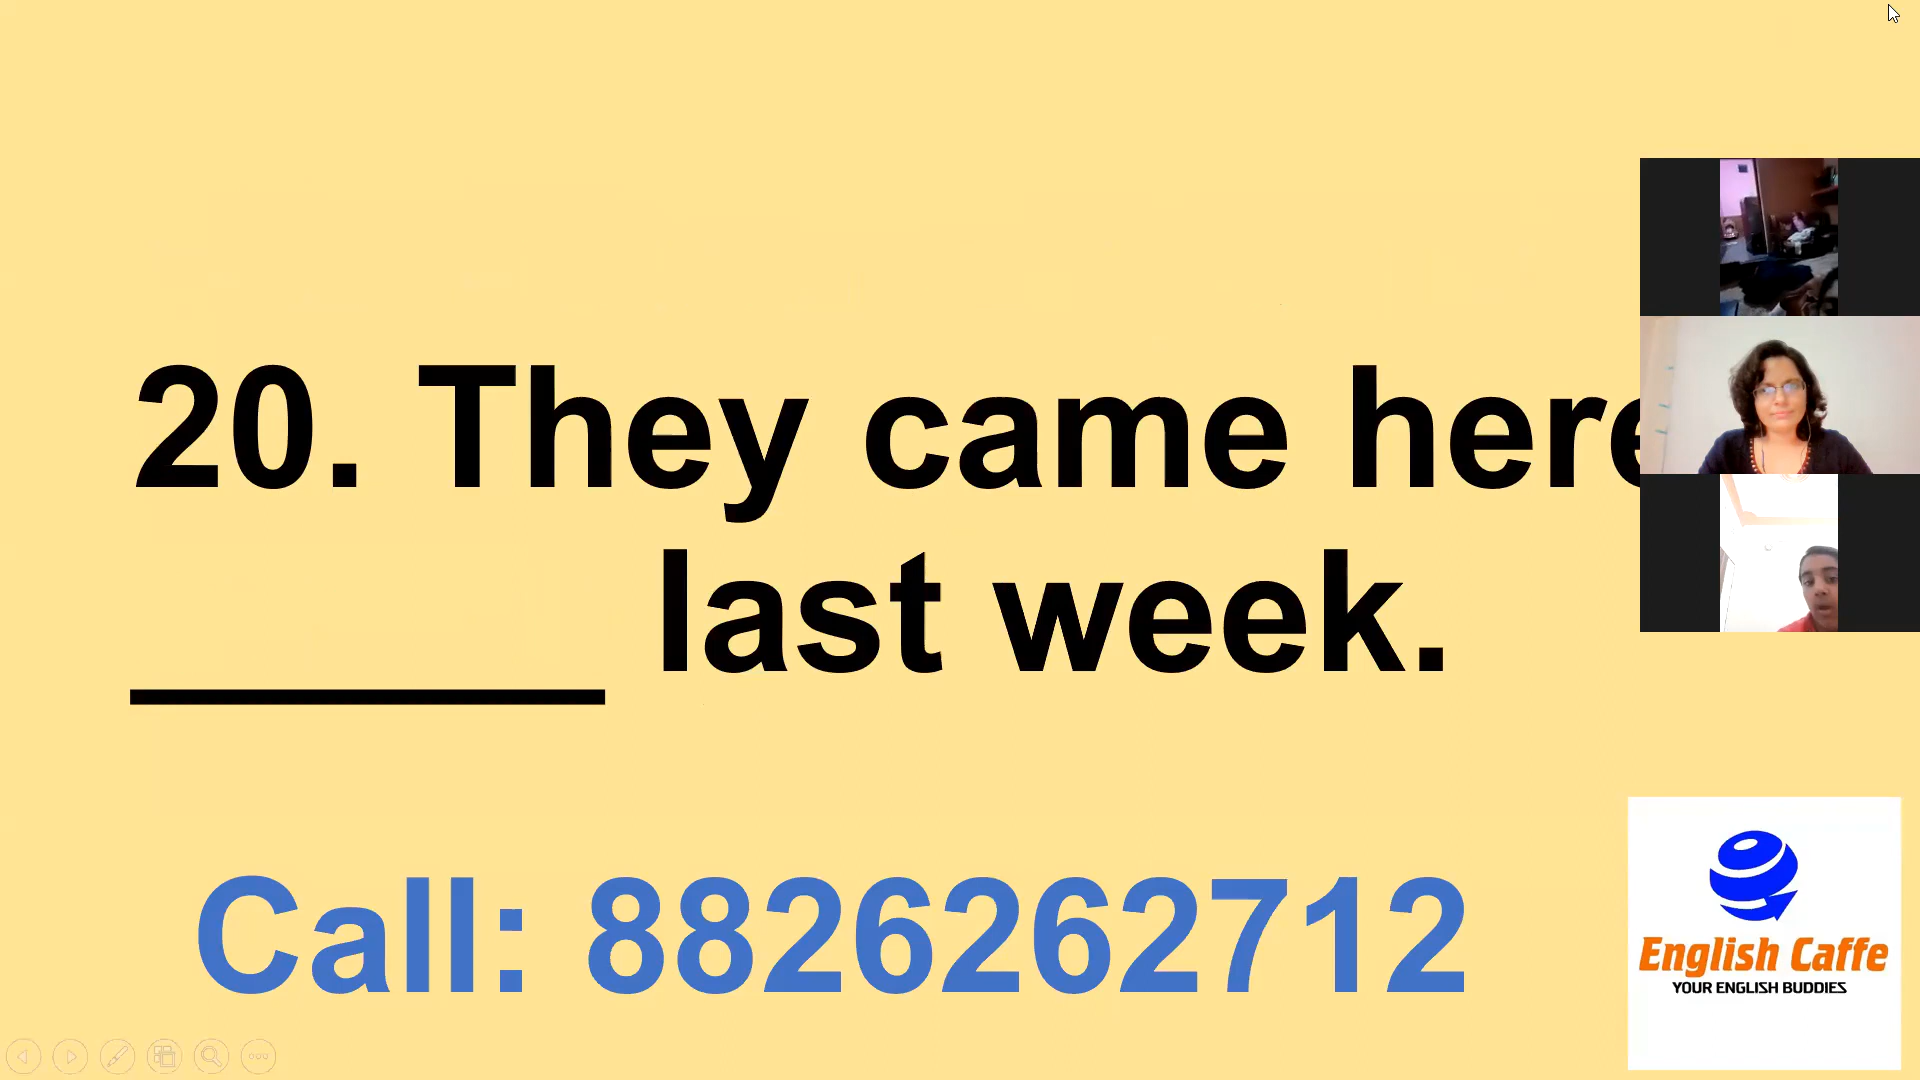 20. They came here
_______ last week.
Call: 8826262712
English Caffe
YOUR ENGLISH BUDDIES